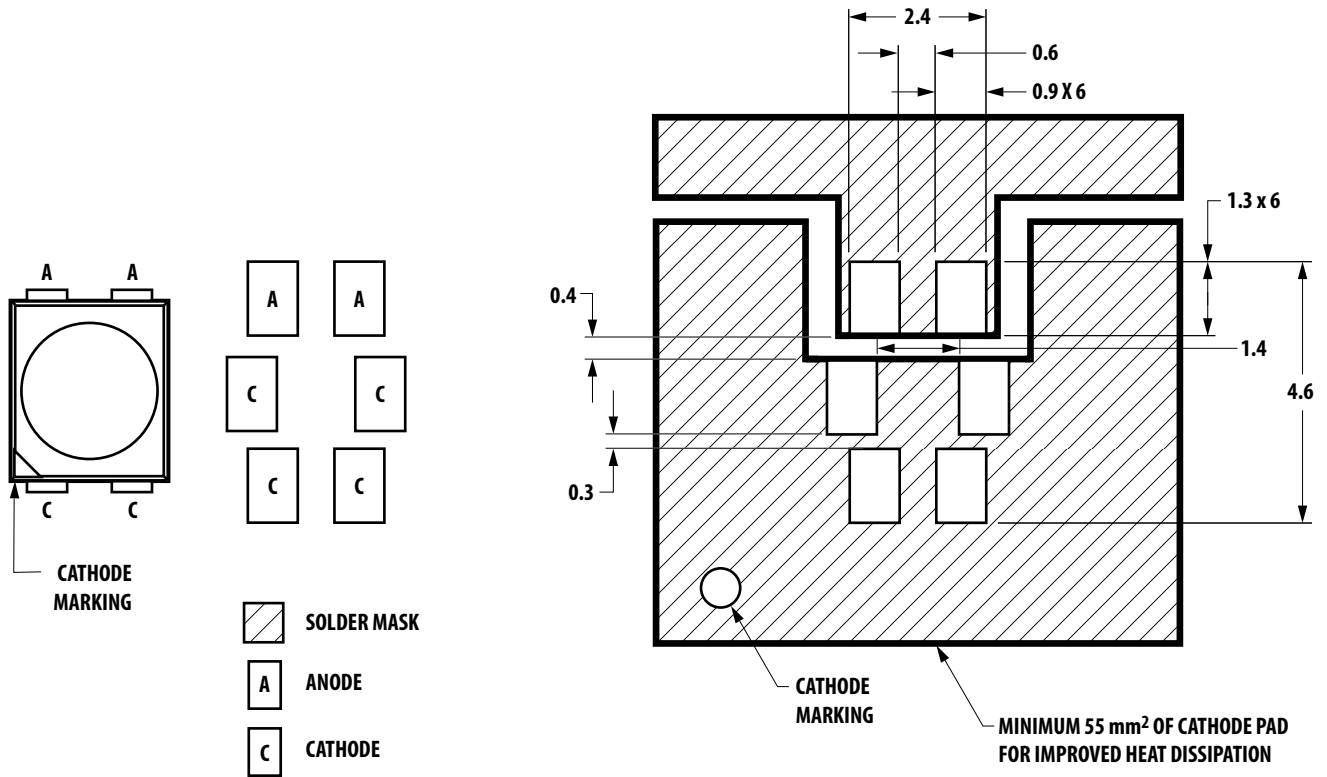 2.4
0.6
0.9 X 6
1.3 x 6
A A
A A
0.4
1.4
C C
4.6
C C
0.3
C C
CATHODE
MARKING
SOLDER MASK
A ANODE
C CATHODE
CATHODE
MARKING
MINIMUM 55 mm² OF CATHODE PAD
FOR IMPROVED HEAT DISSIPATION